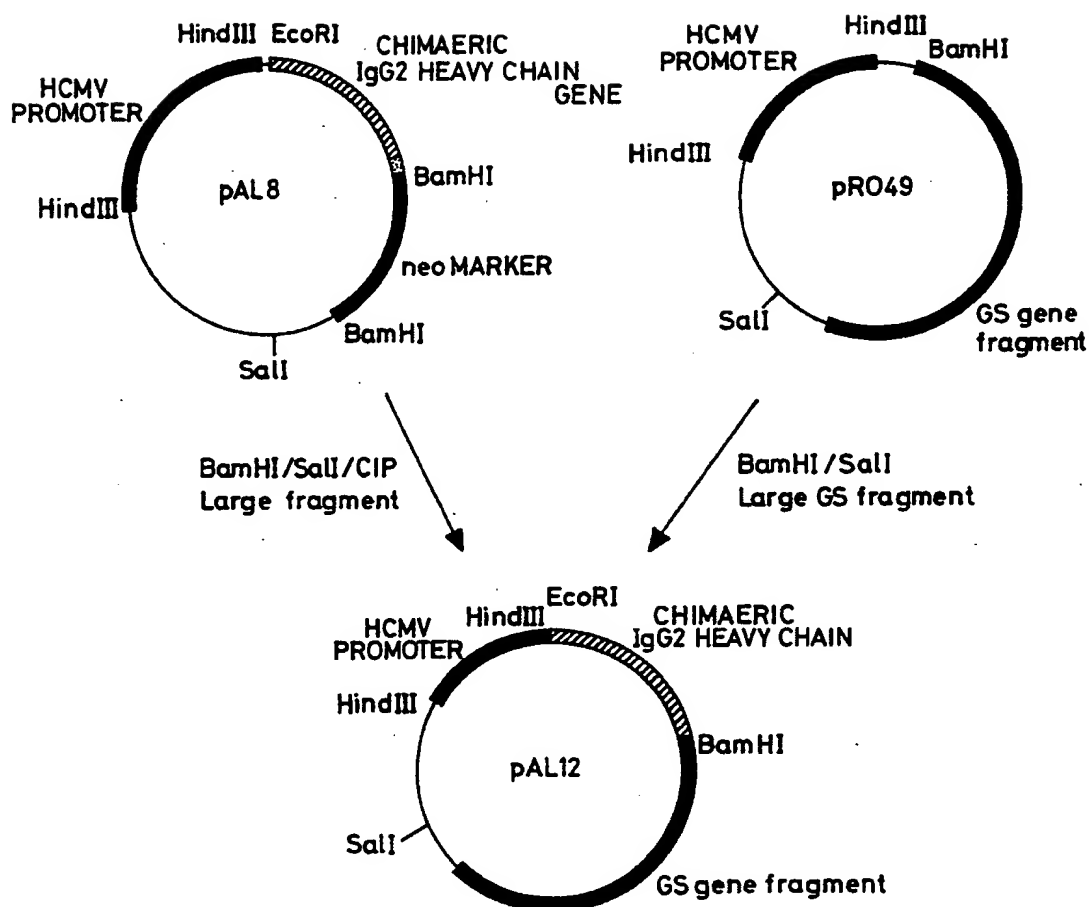 HindIII EcoRI
CHIMAERIC
IgG2 HEAVY CHAIN
GENE
HCMV
PROMOTER
HindIII
pAL8
BamHI
neo MARKER
BamHI
SalI
HindIII
HCMV
PROMOTER
BamHI
HindIII
pRO49
SalI
GS gene
fragment
BamHI/SalI/CIP
Large fragment
BamHI/SalI
Large GS fragment
EcoRI
HindIII
CHIMAERIC
IgG2 HEAVY CHAIN
HCMV
PROMOTER
HindIII
BamHI
pAL12
SalI
GS gene fragment